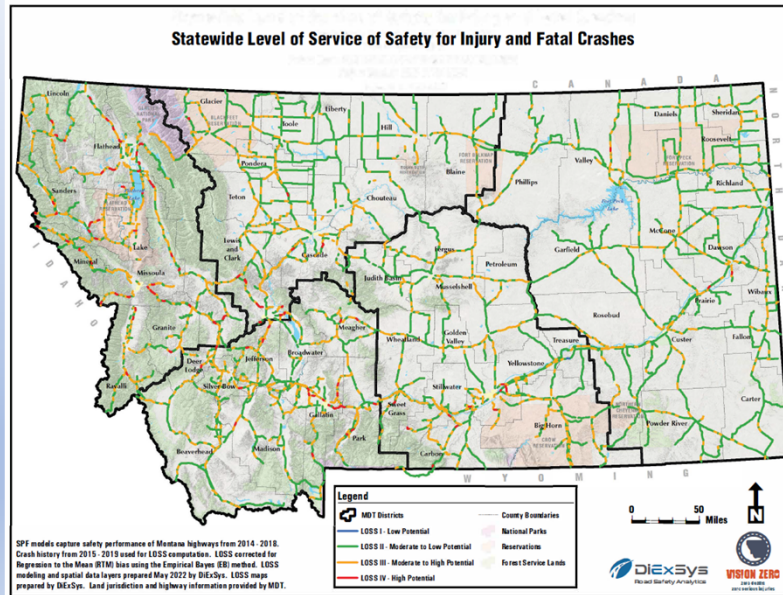 Statewide Level of Service of Safety for Injury and Fatal Crashes
CANADA
Lincoln
Glacier
Toole
Liberty
Hill
Daniels
Sheridan
Roosevelt
Flathead
Pondera
Blaine
Phillips
Valley
Richland
Sanders
Teton
Chouteau
Lake
Lewis
and
Clark
Cascade
Fergus
Petroleum
Garfield
McCone
Dawson
Mineral
Missoula
Judith Basin
Musselshell
Wibaux
Prairie
Granite
Meagher
Wheatland
Golden
Valley
Rosebud
Treasure
Custer
Fallon
Ravalli
Deer
Lodge
Jefferson
Broadwater
Silver Bow
Yellowstone
Stillwater
Sweet
Grass
Gallatin
Park
Carter
Powder River
Big Horn
Carbon
Beaverhead
Madison
IDAHO
WYOMING
Legend
MDT Districts
LOSS I - Low Potential
LOSS II - Moderate to Low Potential
LOSS III - Moderate to High Potential
LOSS IV - High Potential
County Boundaries
National Parks
Reservations
Forest Service Lands
0 50
Miles
N
SPF models capture safety performance of Montana highways from 2014 - 2018.
Crash history from 2015 - 2019 used for LOSS computation. LOSS corrected for
Regression to the Mean (RTM) bias using the Empirical Bayes (EB) method. LOSS
modeling and spatial data layers prepared May 2022 by DiExSys. LOSS maps
prepared by DiExSys. Land jurisdiction and highway information provided by MDT.
DiExSys
Road Safety Analytics
VISION ZERO
zero deaths
zero serious injuries